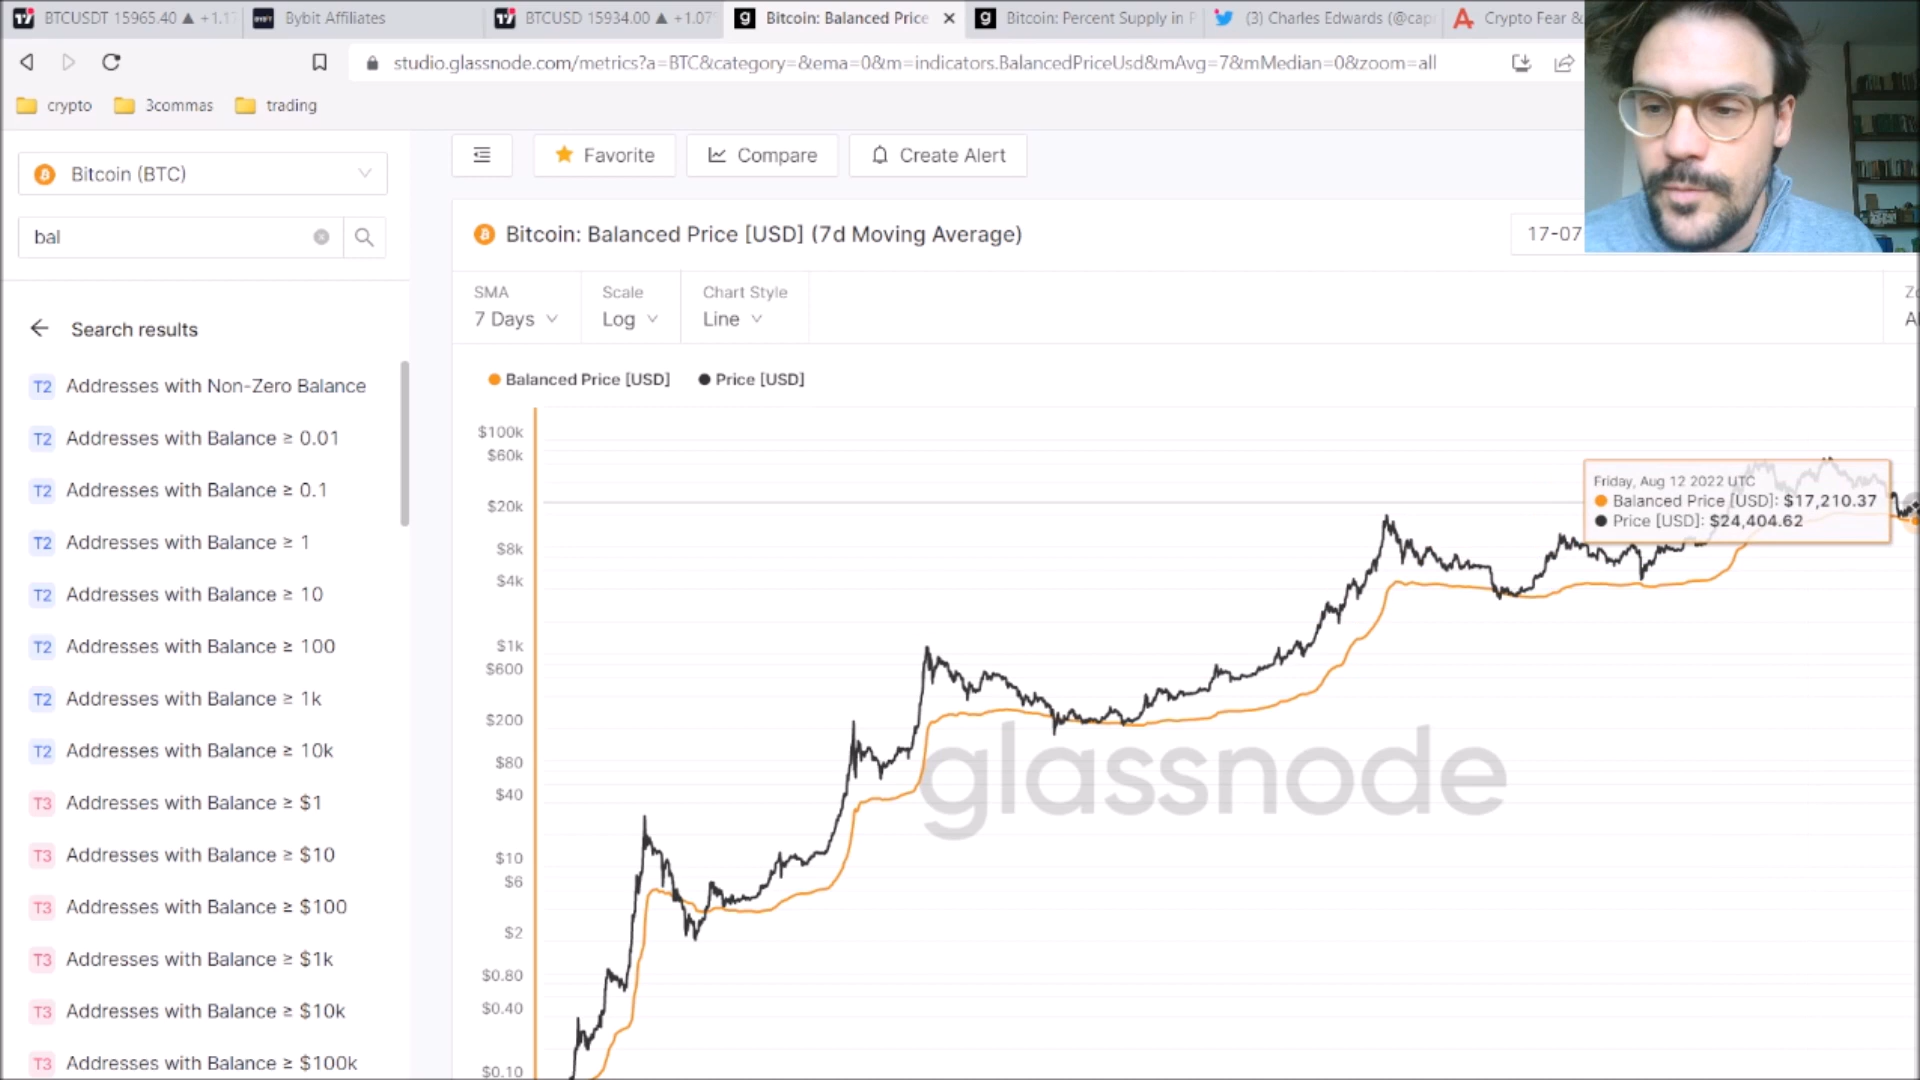 BTCUSDT 15965.40 ▲ +1.1
Bybit Affiliates
BTCUSD 15934.00 ▲ +1.07
Bitcoin: Balanced Price
Bitcoin: Percent Supply in P
(3) Charles Edwards (@cap
Crypto Fear &
studio.glassnode.com/metrics?a=BTC&category=&ema=0&m=indicators.BalancedPriceUsd&mAvg=7&mMedian=0&zoom=all
crypto
3commas
trading
Bitcoin (BTC)
bal
Search results
T2 Addresses with Non-Zero Balance
T2 Addresses with Balance ≥ 0.01
T2 Addresses with Balance ≥ 0.1
T2 Addresses with Balance ≥ 1
T2 Addresses with Balance ≥ 10
T2 Addresses with Balance ≥ 100
T2 Addresses with Balance ≥ 1k
T2 Addresses with Balance ≥ 10k
T3 Addresses with Balance ≥ $1
T3 Addresses with Balance ≥ $10
T3 Addresses with Balance ≥ $100
T3 Addresses with Balance ≥ $1k
T3 Addresses with Balance ≥ $10k
T3 Addresses with Balance ≥ $100k
Favorite
Compare
Create Alert
Bitcoin: Balanced Price [USD] (7d Moving Average)
17-07
SMA
7 Days
Scale
Log
Chart Style
Line
Balanced Price [USD]
Price [USD]
$100k
$60k
$20k
$8k
$4k
$1k
$600
$200
$80
$40
$10
$6
$2
$0.80
$0.40
$0.10
Friday, Aug 12 2022 UTC
Balanced Price [USD]: $17,210.37
Price [USD]: $24,404.62
glassnode